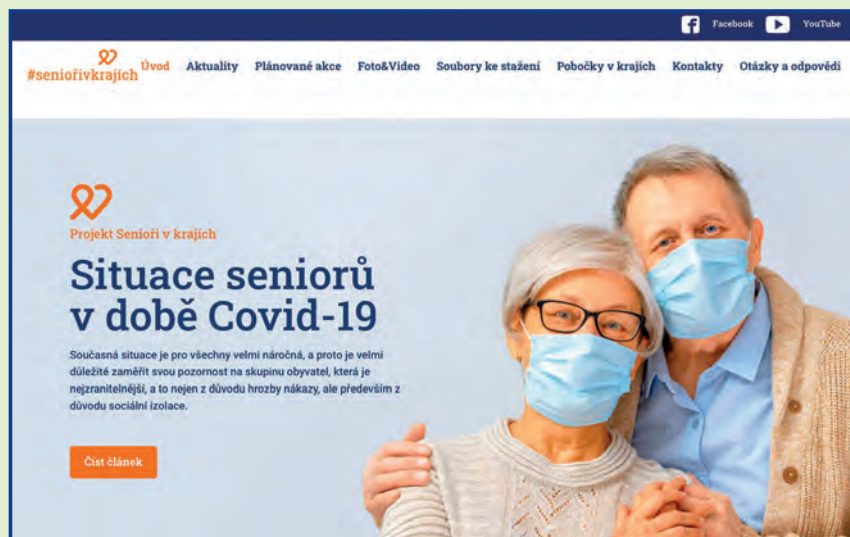 Facebook YouTube
#seniořivkrajích Úvod Aktuality Plánované akce Foto&Video Soubory ke stažení Pobočky v krajích Kontakty Otázky a odpovědi
Projekt Senioři v krajích
Situace seniorů
v době Covid-19
Současná situace je pro všechny velmi náročná, a proto je velmi
důležité zaměřit svou pozornost na skupinu obyvatel, která je
nejzranitelnější, a to nejen z důvodu hrozby nákazy, ale především z
důvodu sociální izolace.
Číst článek